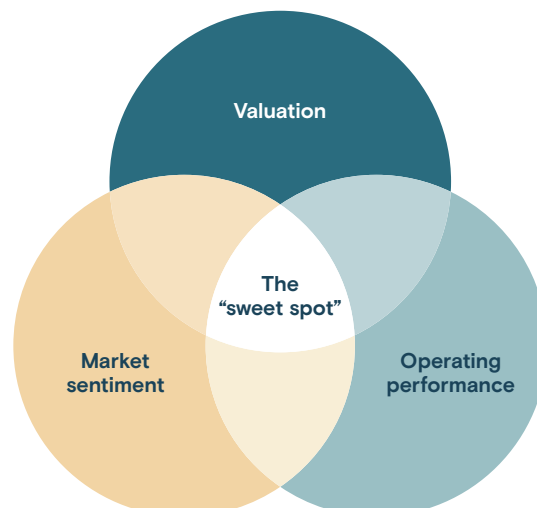 Valuation
The
“sweet spot”
Market
sentiment
Operating
performance